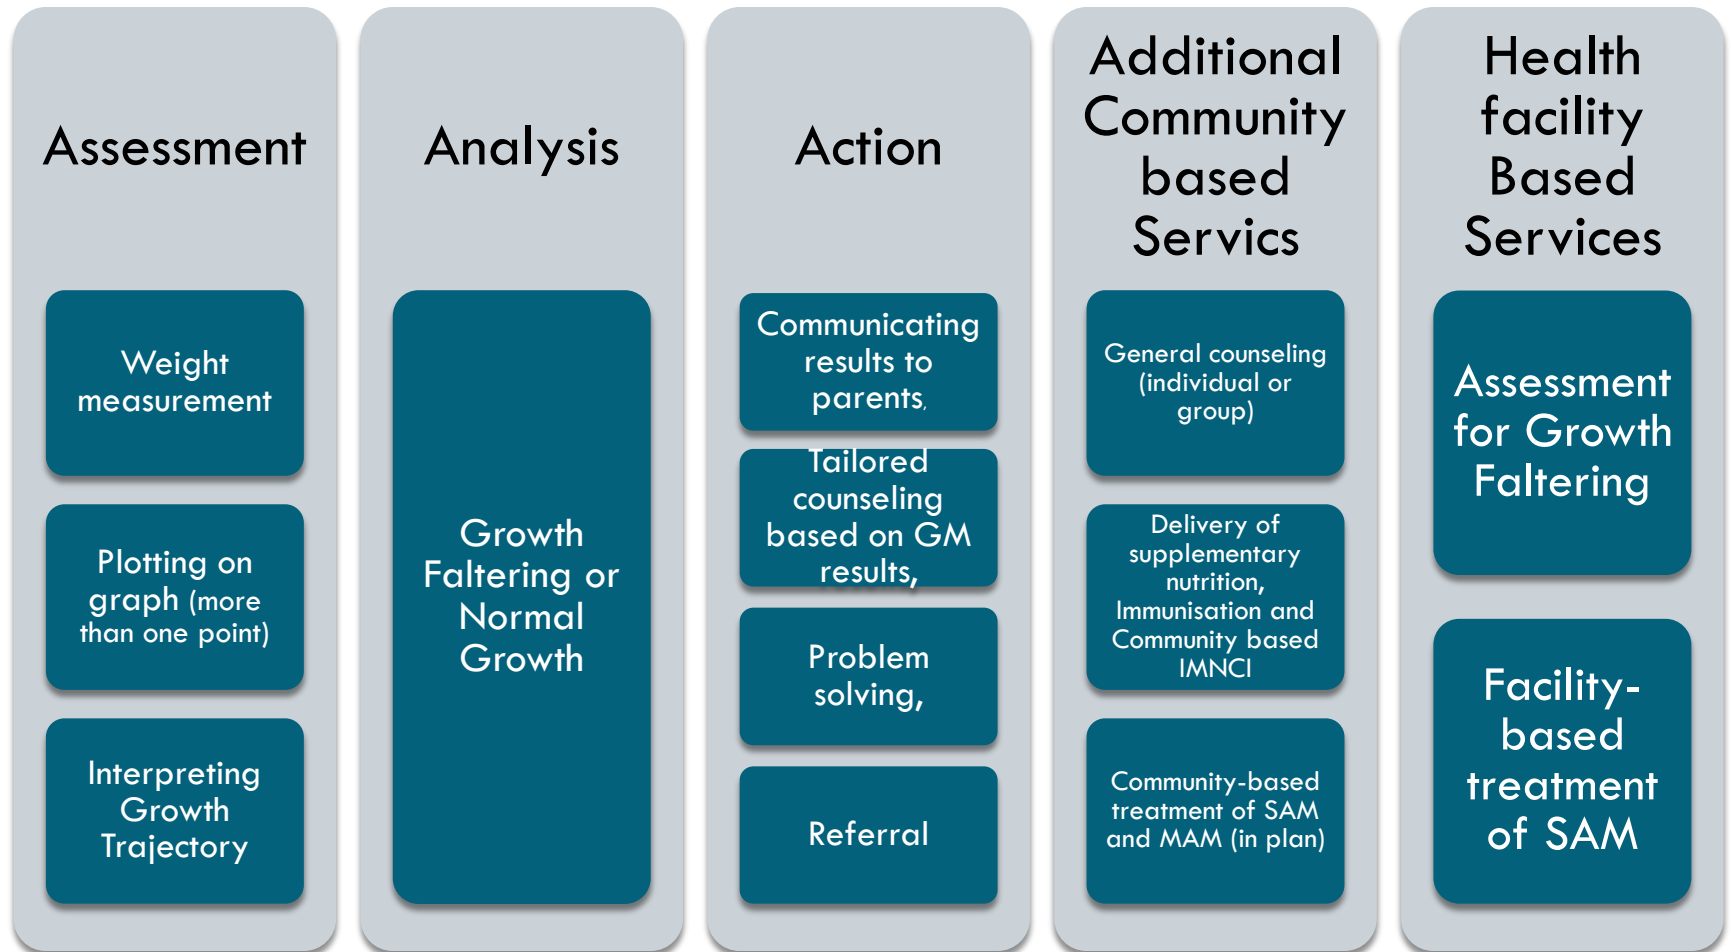 Assessment
Weight
measurement
Plotting on
graph (more
than one point)
Interpreting
Growth
Trajectory
Analysis
Growth
Faltering or
Normal
Growth
Action
Communicating
results to
parents,
Tailored
counseling
based on GM
results,
Problem
solving,
Referral
Additional
Community
based
Servics
General counseling
(individual or
group)
Delivery of
supplementary
nutrition,
Immunisation and
Community based
IMNCI
Community-based
treatment of SAM
and MAM (in plan)
Health
facility
Based
Services
Assessment
for Growth
Faltering
Facility-
based
treatment
of SAM